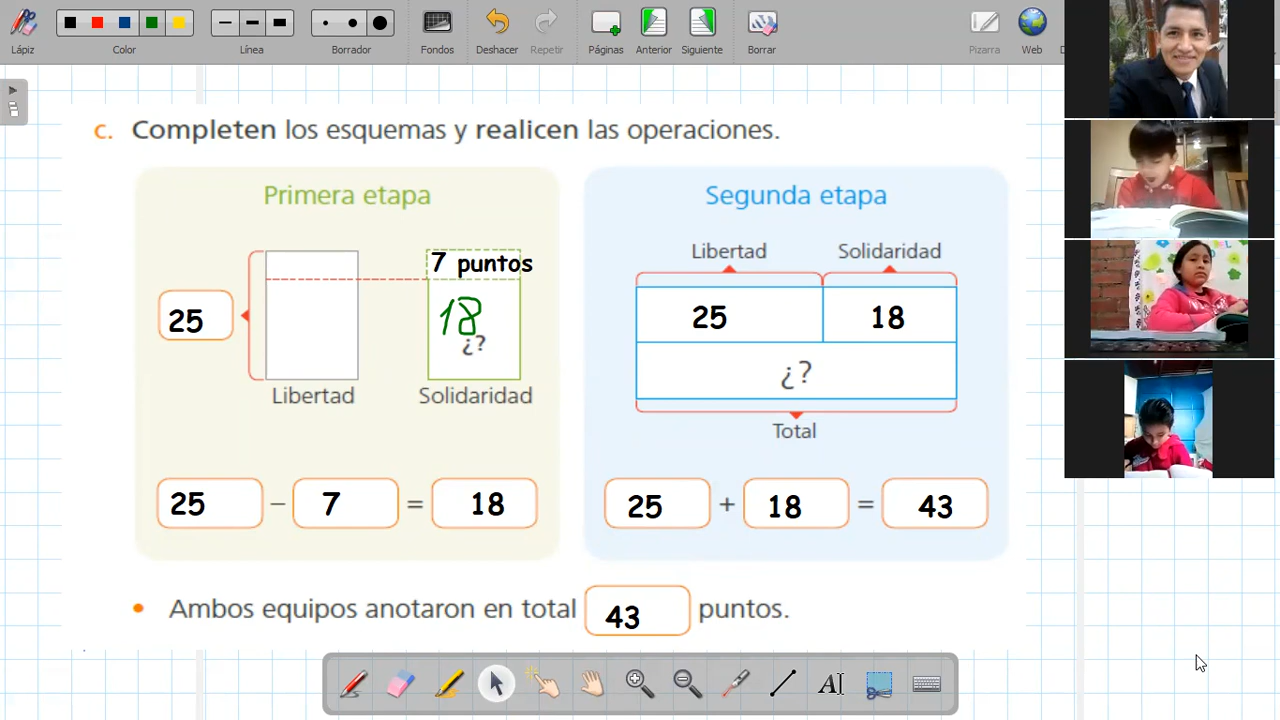 Lápiz Color Línea Borrador Fondos Deshacer Repetir Páginas Anterior Siguiente Borrar Pizarra Web
c. Completen los esquemas y realicen las operaciones.
Primera etapa
7 puntos
25
18
¿?
Libertad Solidaridad
25 − 7 = 18
Segunda etapa
Libertad Solidaridad
25 18
¿?
Total
25 + 18 = 43
• Ambos equipos anotaron en total 43 puntos.